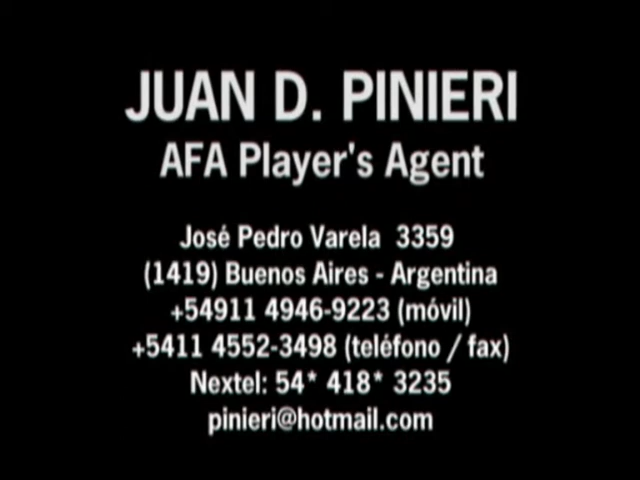 JUAN D. PINIERI
AFA Player's Agent
José Pedro Varela 3359
(1419) Buenos Aires - Argentina
+54911 4946-9223 (móvil)
+5411 4552-3498 (teléfono / fax)
Nextel: 54* 418* 3235
pinieri@hotmail.com